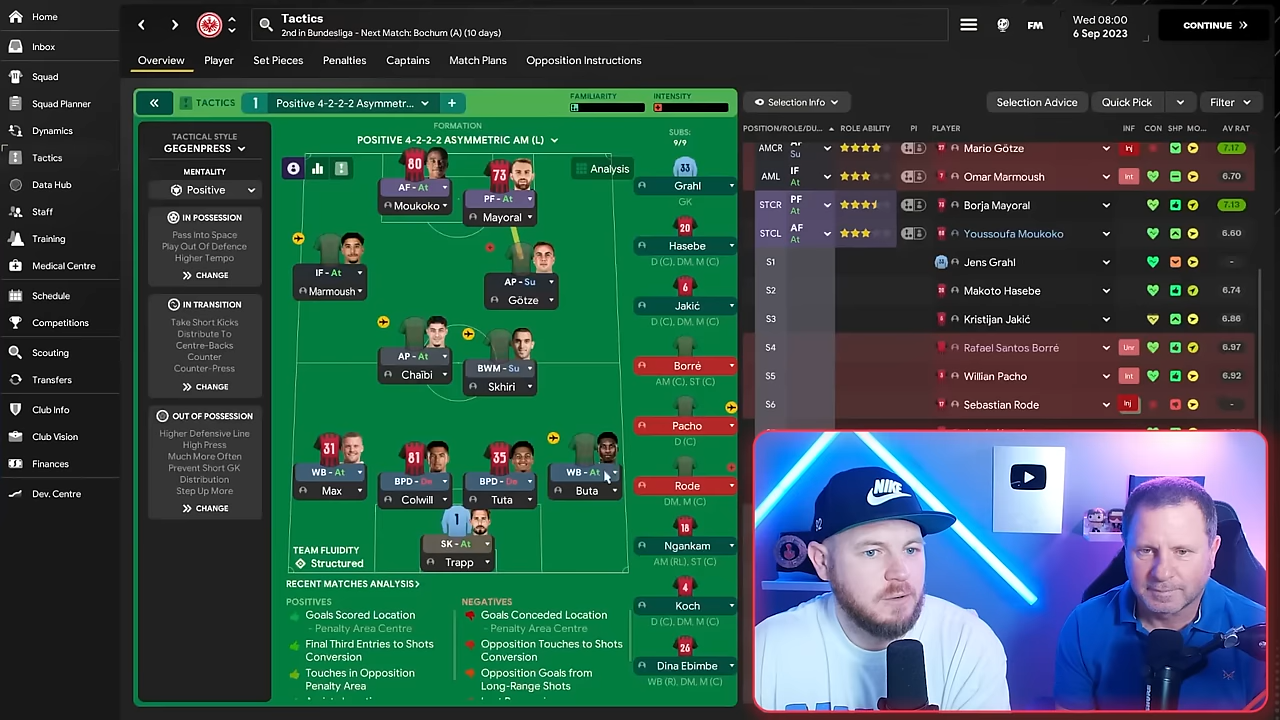 Home
Inbox
Squad
Squad Planner
Dynamics
Tactics
Data Hub
Staff
Training
Medical Centre
Schedule
Competitions
Scouting
Transfers
Club Info
Club Vision
Finances
Dev. Centre
Tactics
2nd in Bundesliga - Next Match: Bochum (A) (10 days)
FM
Wed 08:00
6 Sep 2023
CONTINUE
Overview
Player
Set Pieces
Penalties
Captains
Match Plans
Opposition Instructions
TACTICS
1
Positive 4-2-2-2 Asymmetr...
FAMILIARITY
INTENSITY
TACTICAL STYLE
GEGENPRESS
MENTALITY
Positive
IN POSSESSION
Pass Into Space
Play Out Of Defence
Higher Tempo
CHANGE
IN TRANSITION
Take Short Kicks
Distribute To
Centre-Backs
Counter
Counter-Press
CHANGE
OUT OF POSSESSION
Higher Defensive Line
High Press
Much More Often
Prevent Short GK
Distribution
Step Up More
CHANGE
FORMATION
POSITIVE 4-2-2-2 ASYMMETRIC AM (L)
Analysis
80
AF - At
Moukoko
73
PF - At
Mayoral
IF - At
Marmoush
AP - Su
Götze
AP - At
Chaïbi
BWM - Su
Skhiri
31
WB - At
Max
81
BPD - De
Colwill
35
BPD - De
Tuta
WB - At
Buta
1
SK - At
Trapp
TEAM FLUIDITY
Structured
RECENT MATCHES ANALYSIS
POSITIVES
Goals Scored Location
- Penalty Area Centre
Final Third Entries to Shots
Conversion
Touches in Opposition
Penalty Area
NEGATIVES
Goals Conceded Location
- Penalty Area Centre
Opposition Touches to Shots
Conversion
Opposition Goals from
Long-Range Shots
SUBS:
9/9
33
Grahl
GK
20
Hasebe
D (C), DM, M (C)
6
Jakić
D (C), DM, M (C)
Borré
AM (C), ST (C)
Pacho
D (C)
Rode
DM, M (C)
18
Ngankam
AM (RL), ST (C)
4
Koch
D (C), DM, M (C)
26
Dina Ebimbe
WB (R), DM, M (C)
Selection Info
Selection Advice
Quick Pick
Filter
POSITION/ROLE/DU...
ROLE ABILITY
PI
PLAYER
INF
CON
SHP
MO...
AV RAT
AMCR
AP
Su
Mario Götze
Inj
7.17
AML
IF
At
Omar Marmoush
Int
6.70
STCR
PF
At
Borja Mayoral
7.13
STCL
AF
At
Youssoufa Moukoko
6.60
S1
Jens Grahl
-
S2
Makoto Hasebe
6.74
S3
Kristijan Jakić
6.86
S4
Rafael Santos Borré
Unr
6.97
S5
Willian Pacho
Int
6.92
S6
Sebastian Rode
Inj
-
NIKE